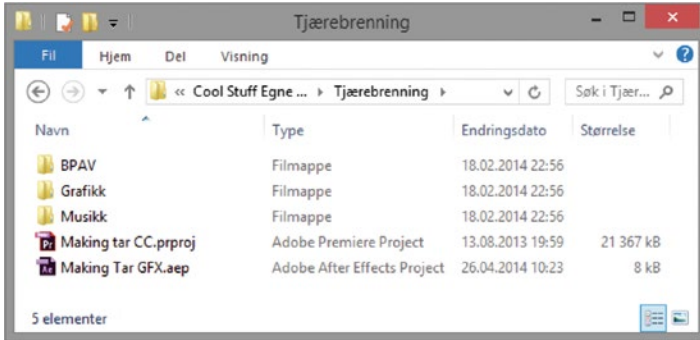 Tjærebrenning
Fil Hjem Del Visning
« Cool Stuff Egne ... Tjærebrenning Søk i Tjær...
Navn Type Endringsdato Størrelse
BPAV Filmappe 18.02.2014 22:56
Grafikk Filmappe 18.02.2014 22:56
Musikk Filmappe 18.02.2014 22:56
Pr Making tar CC.prproj Adobe Premiere Project 13.08.2013 19:59 21 367 kB
Ae Making Tar GFX.aep Adobe After Effects Project 26.04.2014 10:23 8 kB
5 elementer